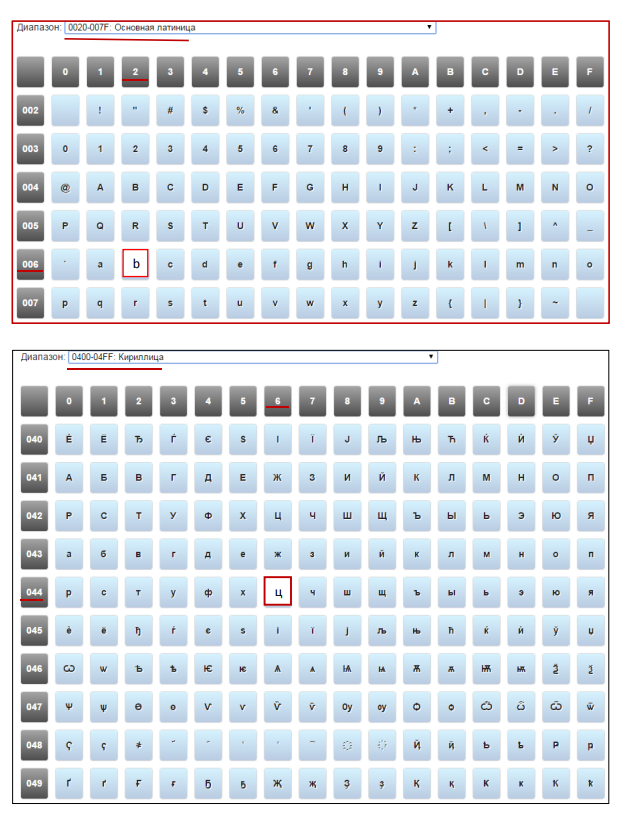 Диапазон: 0020-007F: Основная латиница
0 1 2 3 4 5 6 7 8 9 A B C D E F
002 ! " # $ % & ' ( ) * + , - . /
003 0 1 2 3 4 5 6 7 8 9 : ; < = > ?
004 @ A B C D E F G H I J K L M N O
005 P Q R S T U V W X Y Z [ \ ] ^ _
006 ` a b c d e f g h i j k l m n o
007 p q r s t u v w x y z { | } ~
Диапазон: 0400-04FF: Кириллица
0 1 2 3 4 5 6 7 8 9 A B C D E F
040 Ѐ Ё Ђ Ѓ Є Ѕ І Ї Ј Љ Њ Ћ Ќ Ѝ Ў Џ
041 А Б В Г Д Е Ж З И Й К Л М Н О П
042 Р С Т У Ф Х Ц Ч Ш Щ Ъ Ы Ь Э Ю Я
043 а б в г д е ж з и й к л м н о п
044 р с т у ф х ц ч ш щ ъ ы ь э ю я
045 ѐ ё ђ ѓ є ѕ і ї ј љ њ ћ ќ ѝ ў џ
046 Ѡ ѡ Ѣ ѣ Ѥ ѥ Ѧ ѧ Ѩ ѩ Ѫ ѫ Ѭ ѭ Ѯ ѯ
047 Ѱ ѱ Ѳ ѳ Ѵ ѵ Ѷ ѷ Ѹ ѹ Ѻ ѻ Ѽ ѽ Ѿ ѿ
048 Ҁ ҁ ҂ ҃ ҄ ҅ ҆ ҇ ҈ ҉ Ҋ ҋ Ҍ ҍ Ҏ ҏ
049 Ґ ґ Ғ ғ Ҕ ҕ Җ җ Ҙ ҙ Қ қ Ҝ ҝ Ҟ ҟ